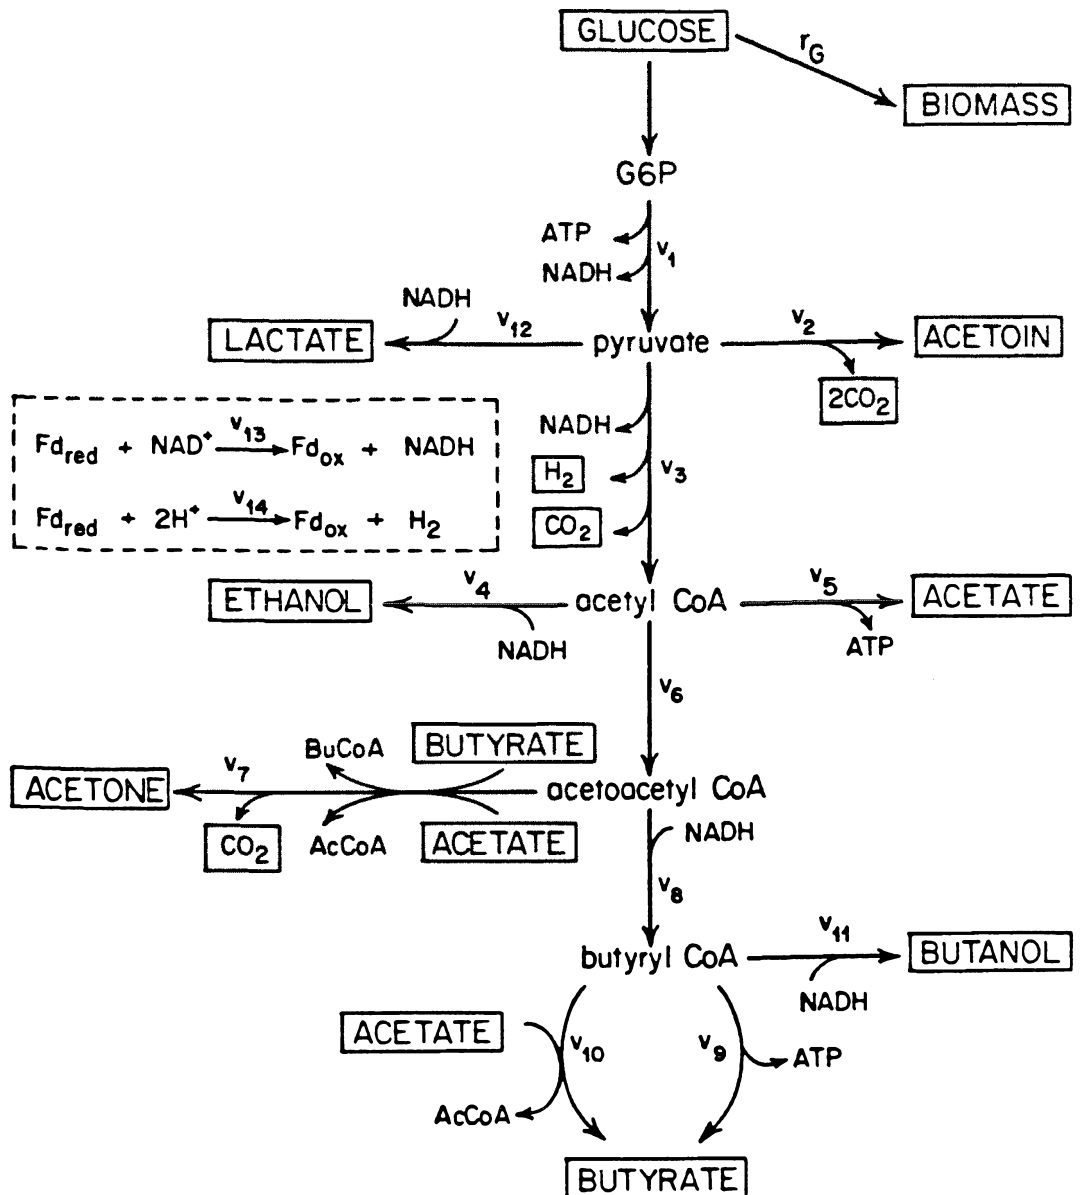 GLUCOSE
r_G
BIOMASS
G6P
ATP
v_1
NADH
NADH
LACTATE
v_12
pyruvate
v_2
ACETOIN
2CO_2
Fd_red + NAD^+ v_13 Fd_ox + NADH
Fd_red + 2H^+ v_14 Fd_ox + H_2
NADH
H_2
v_3
CO_2
ETHANOL
v_4
acetyl CoA
v_5
ACETATE
NADH
ATP
v_6
BuCoA
BUTYRATE
ACETONE
v_7
acetoacetyl CoA
CO_2
AcCoA
ACETATE
NADH
v_8
butyryl CoA
v_11
BUTANOL
NADH
ACETATE
v_10
v_9
ATP
AcCoA
BUTYRATE